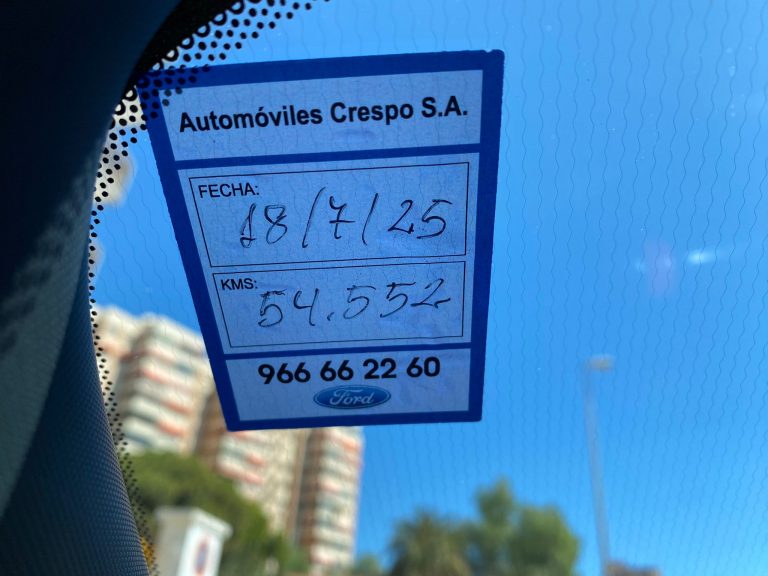 Automóviles Crespo S.A.
FECHA:
18/7/25
KMS:
54.552
966 66 22 60
Ford